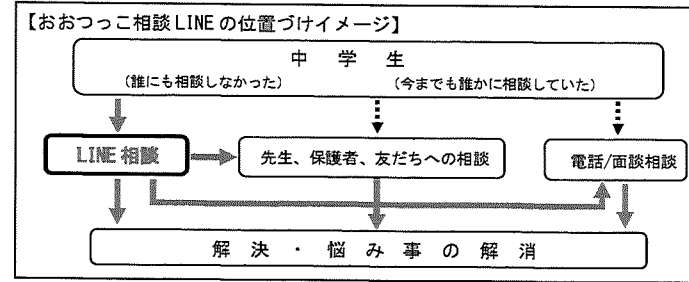 【おおつっこ相談LINEの位置づけイメージ】
中学生
（誰にも相談しなかった）　（今までも誰かに相談していた）
LINE相談　先生、保護者、友だちへの相談　電話/面談相談
解決・悩み事の解消